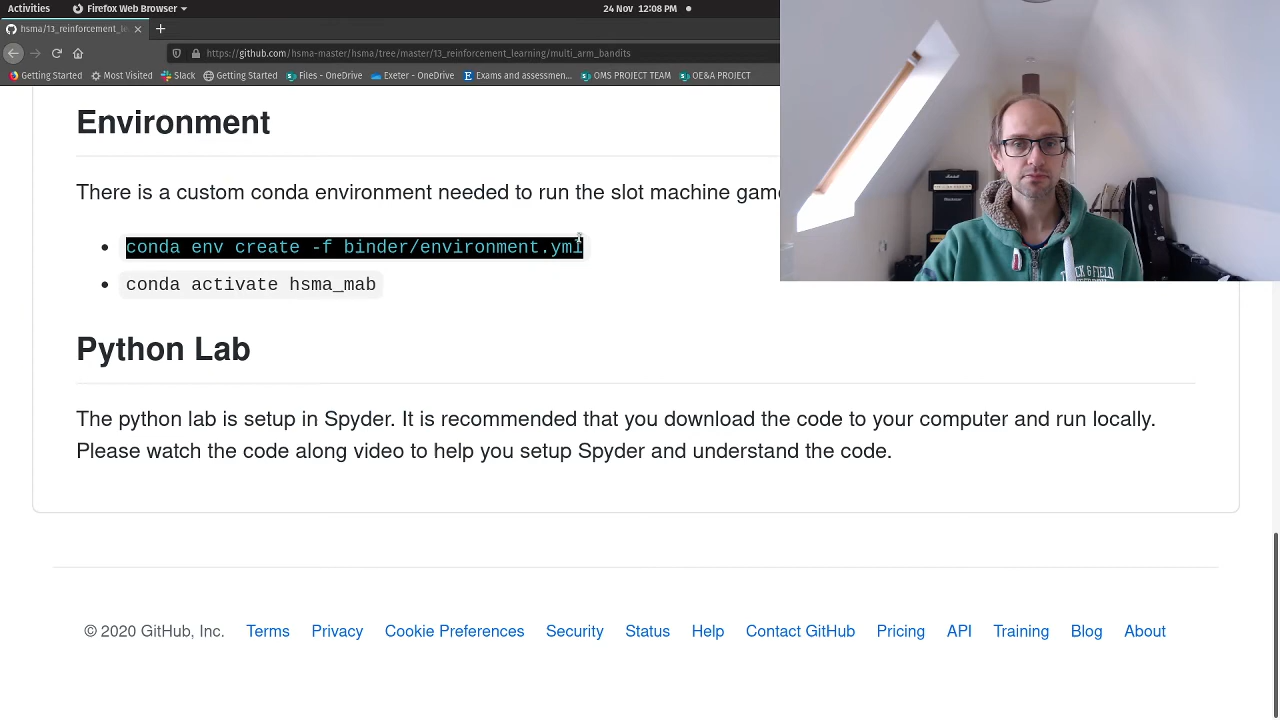 Activities
Firefox Web Browser
24 Nov 12:08 PM
hsma/13_reinforcement_le
https://github.com/hsma-master/hsma/tree/master/13_reinforcement_learning/multi_arm_bandits
Getting Started
Most Visited
Slack
Getting Started
Files - OneDrive
Exeter - OneDrive
Exams and assessmen...
OMS PROJECT TEAM
OE&A PROJECT
Environment
There is a custom conda environment needed to run the slot machine game
conda env create -f binder/environment.yml
conda activate hsma_mab
Python Lab
The python lab is setup in Spyder. It is recommended that you download the code to your computer and run locally.
Please watch the code along video to help you setup Spyder and understand the code.
© 2020 GitHub, Inc.
Terms
Privacy
Cookie Preferences
Security
Status
Help
Contact GitHub
Pricing
API
Training
Blog
About
Marshall